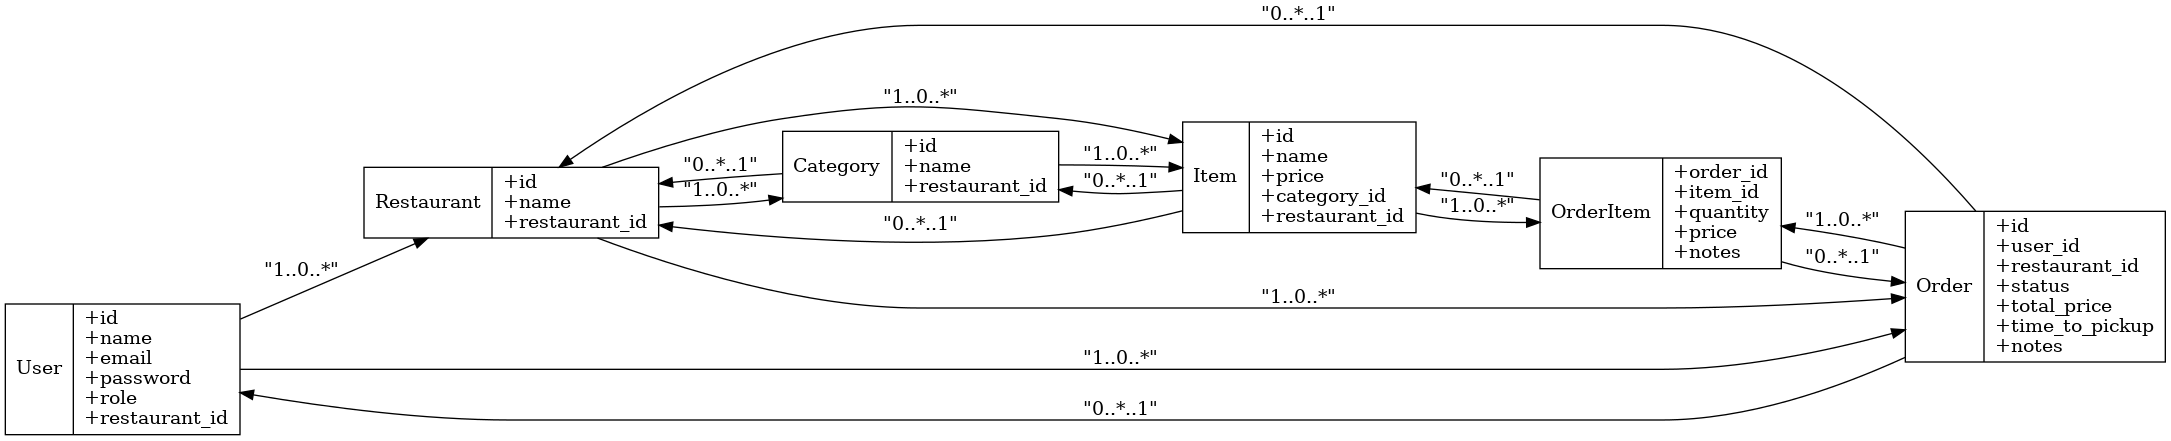 "0..*..1"
"1..0..*"
Restaurant
+id
+name
+restaurant_id
"0..*..1"
"1..0..*"
"0..*..1"
Category
+id
+name
+restaurant_id
"1..0..*"
"0..*..1"
Item
+id
+name
+price
+category_id
+restaurant_id
"0..*..1"
"1..0..*"
OrderItem
+order_id
+item_id
+quantity
+price
+notes
"1..0..*"
"0..*..1"
Order
+id
+user_id
+restaurant_id
+status
+total_price
+time_to_pickup
+notes
"1..0..*"
"1..0..*"
User
+id
+name
+email
+password
+role
+restaurant_id
"1..0..*"
"0..*..1"